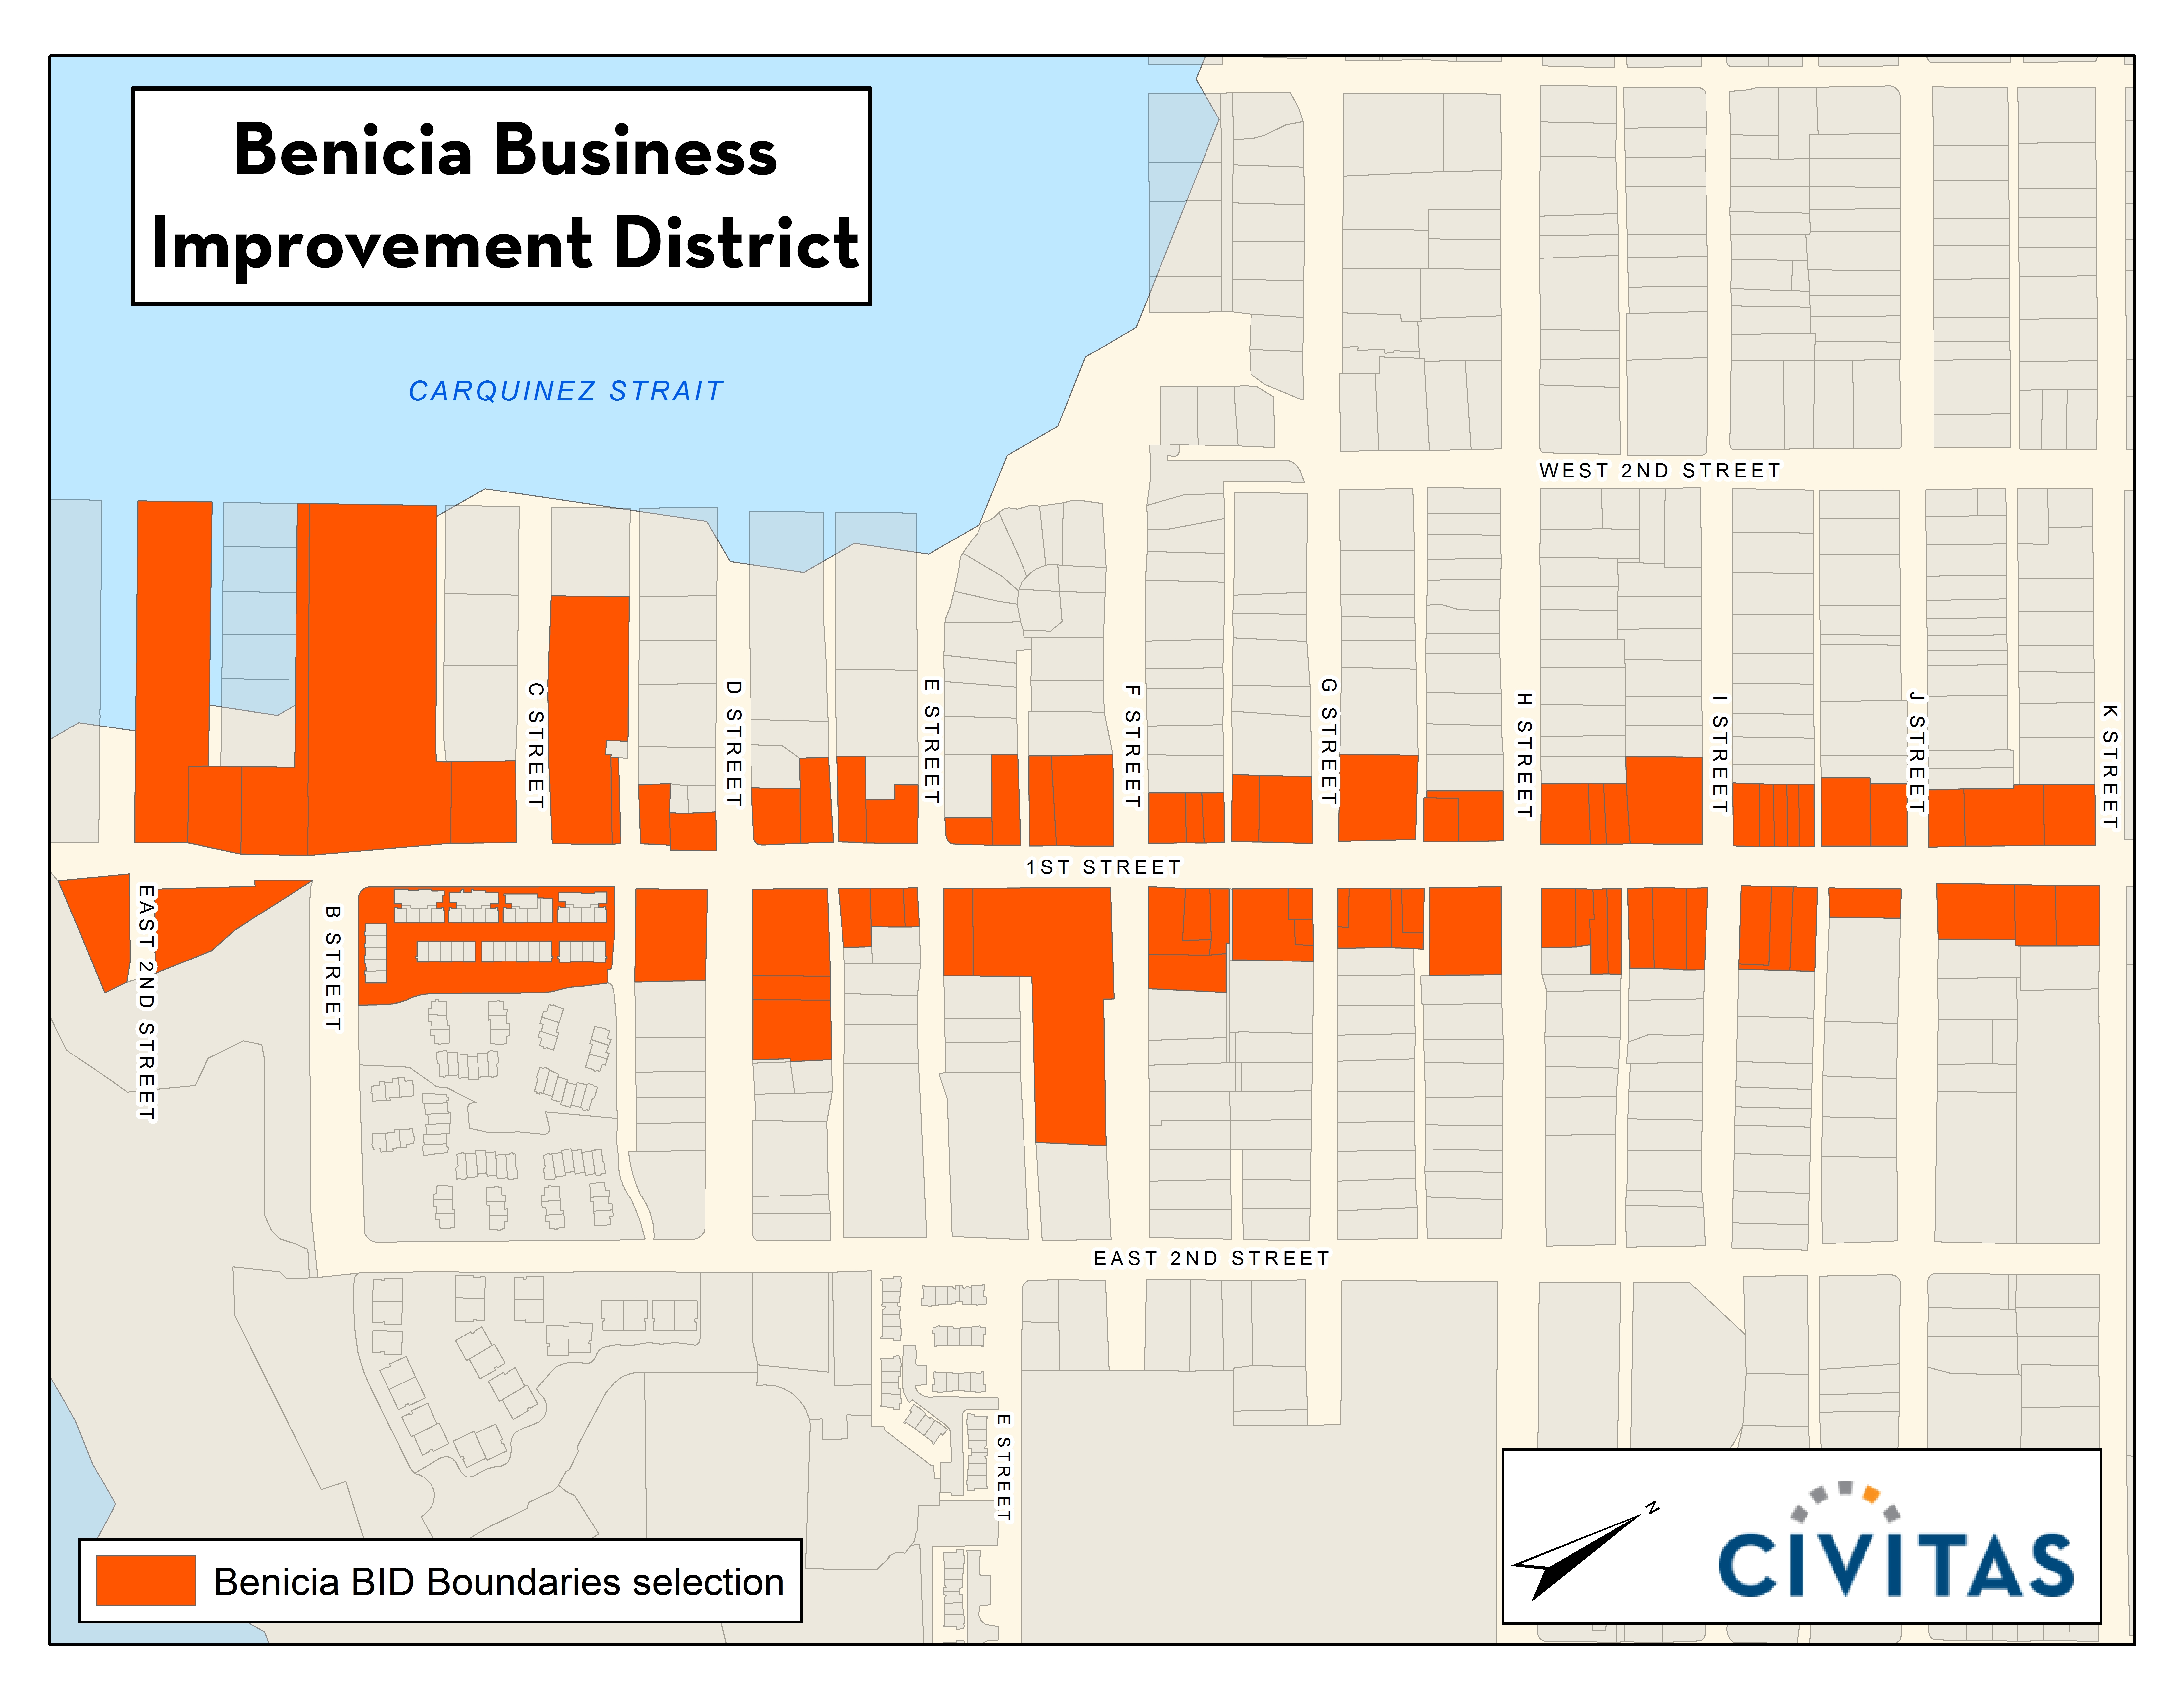 Benicia Business
Improvement District
CARQUINEZ STRAIT
WEST 2ND STREET
C STREET
D STREET
E STREET
F STREET
G STREET
H STREET
I STREET
J STREET
K STREET
1ST STREET
EAST 2ND STREET
B STREET
EAST 2ND STREET
E STREET
Benicia BID Boundaries selection
N
CIVITAS